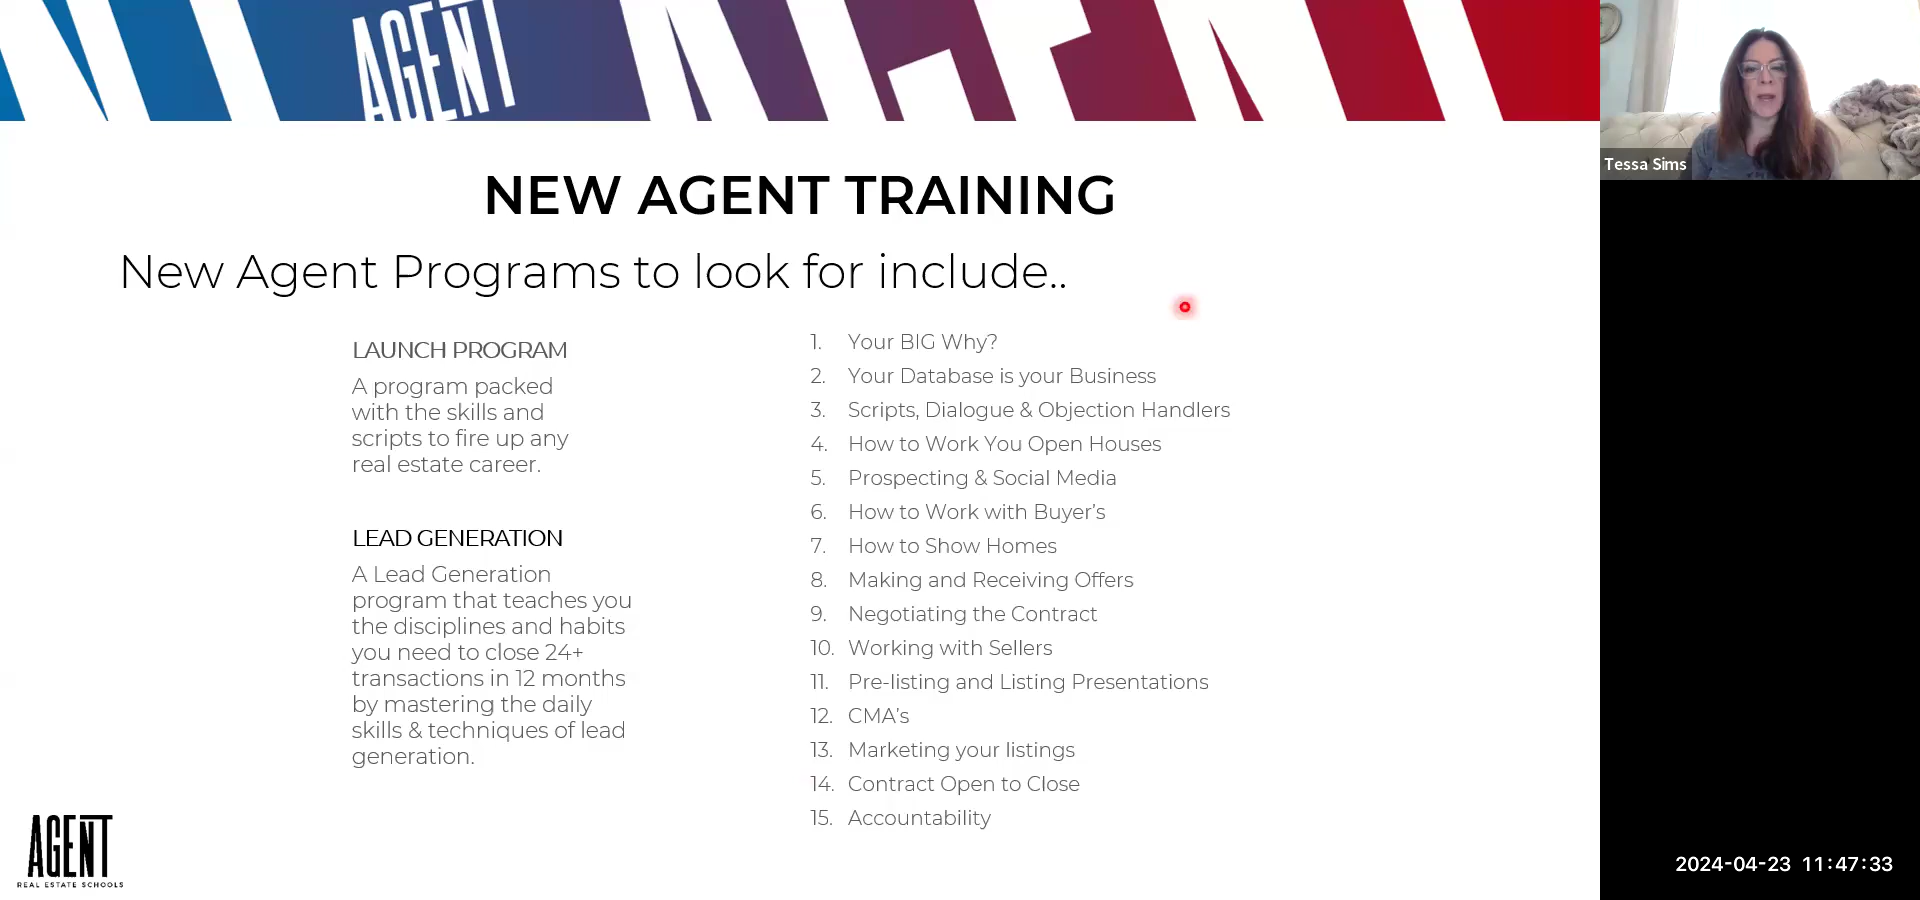 AGENT
NEW AGENT TRAINING
New Agent Programs to look for include..
LAUNCH PROGRAM
A program packed
with the skills and
scripts to fire up any
real estate career.
LEAD GENERATION
A Lead Generation
program that teaches you
the disciplines and habits
you need to close 24+
transactions in 12 months
by mastering the daily
skills & techniques of lead
generation.
1. Your BIG Why?
2. Your Database is your Business
3. Scripts, Dialogue & Objection Handlers
4. How to Work You Open Houses
5. Prospecting & Social Media
6. How to Work with Buyer’s
7. How to Show Homes
8. Making and Receiving Offers
9. Negotiating the Contract
10. Working with Sellers
11. Pre-listing and Listing Presentations
12. CMA’s
13. Marketing your listings
14. Contract Open to Close
15. Accountability
AGENT
REAL ESTATE SCHOOLS
Tessa Sims
2024-04-23 11:47:33